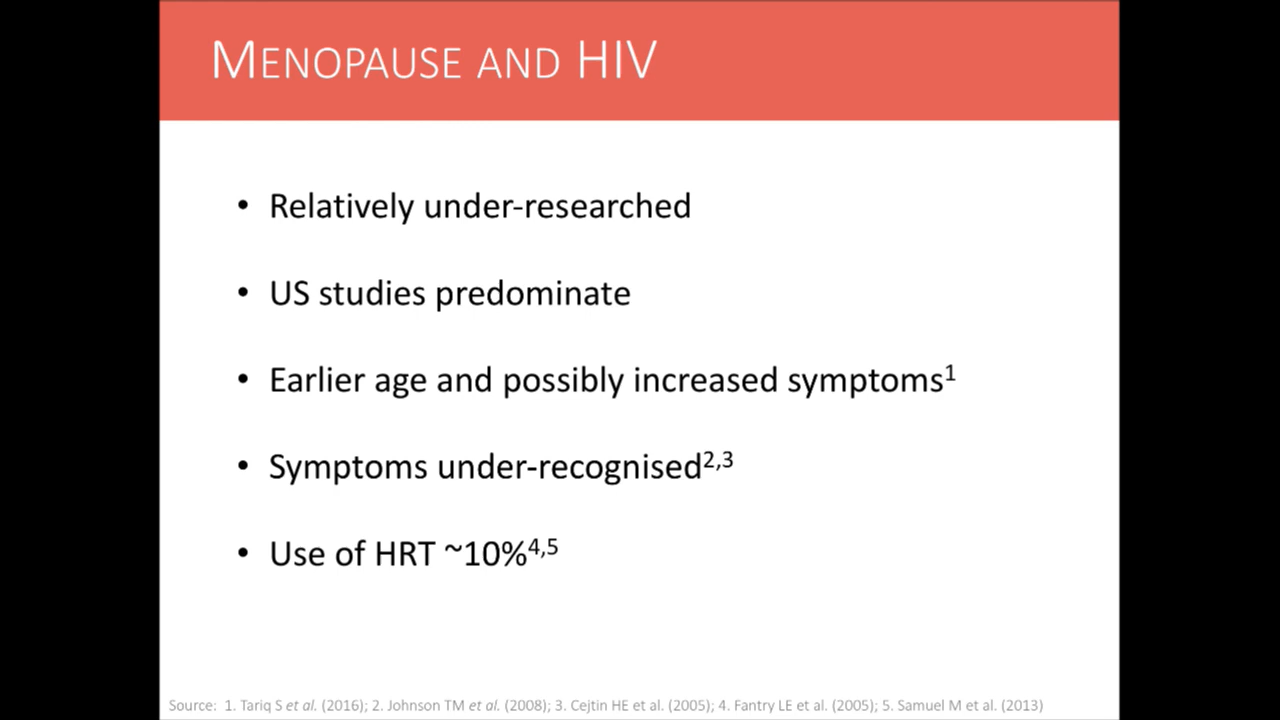 MENOPAUSE AND HIV
• Relatively under-researched
• US studies predominate
• Earlier age and possibly increased symptoms¹
• Symptoms under-recognised²,³
• Use of HRT ~10%⁴,⁵
Source: 1. Tariq S et al. (2016); 2. Johnson TM et al. (2008); 3. Cejtin HE et al. (2005); 4. Fantry LE et al. (2005); 5. Samuel M et al. (2013)